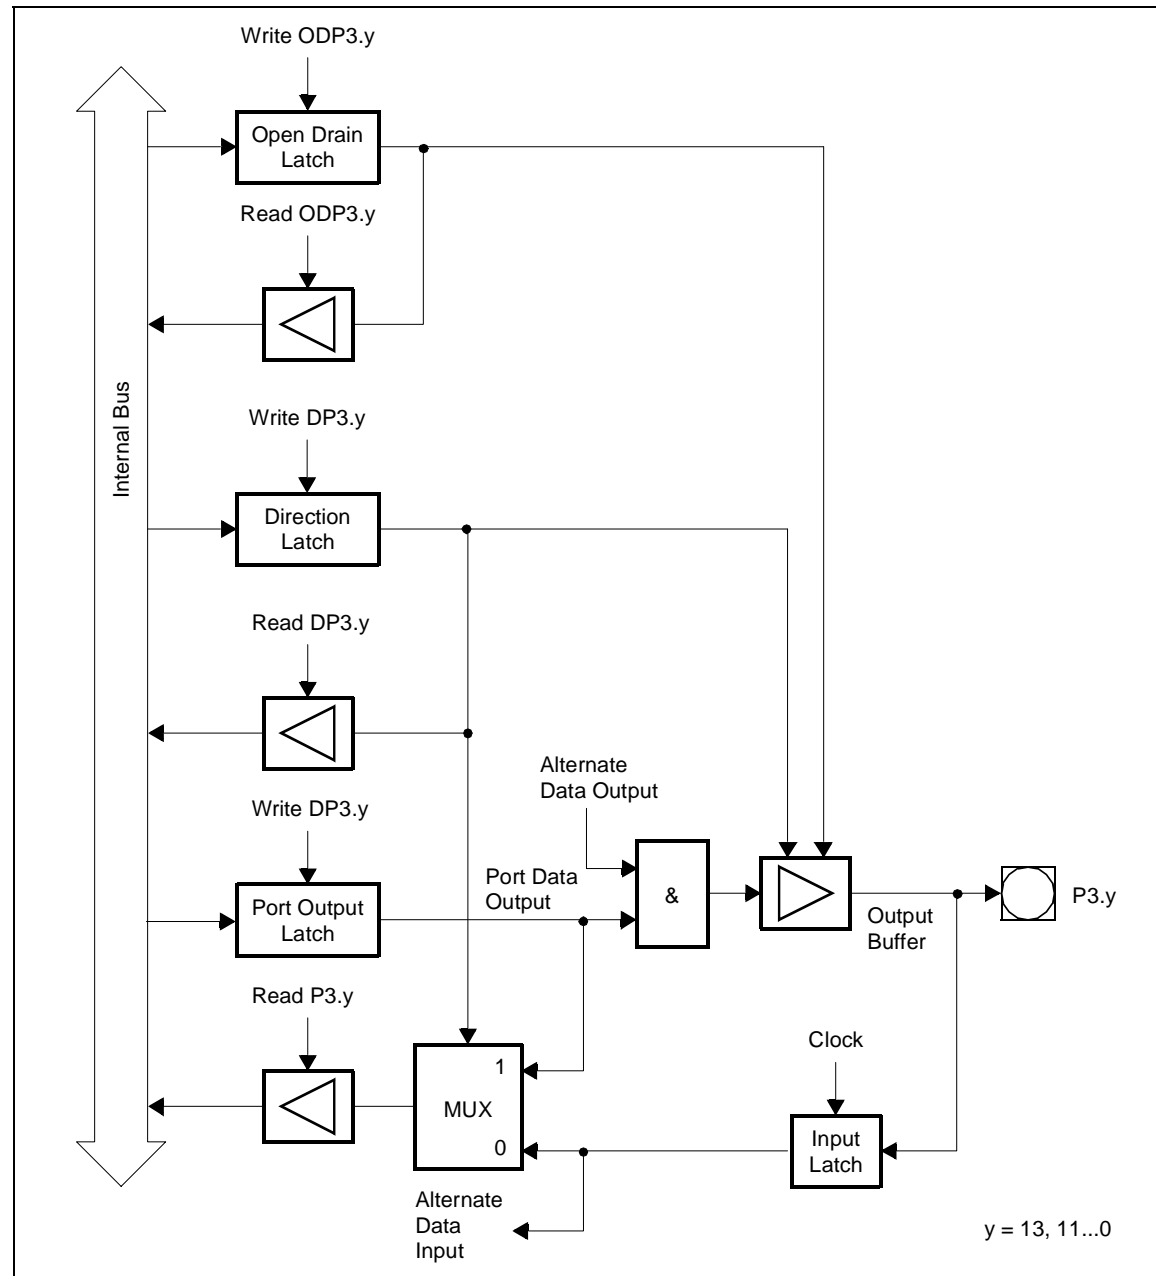 Write ODP3.y
Open Drain
Latch
Read ODP3.y
Internal Bus
Write DP3.y
Direction
Latch
Read DP3.y
Alternate
Data Output
Write DP3.y
Port Data
Output
Port Output
Latch
&
P3.y
Output
Buffer
Read P3.y
Clock
1
MUX
0
Input
Latch
Alternate
Data
Input
y = 13, 11...0